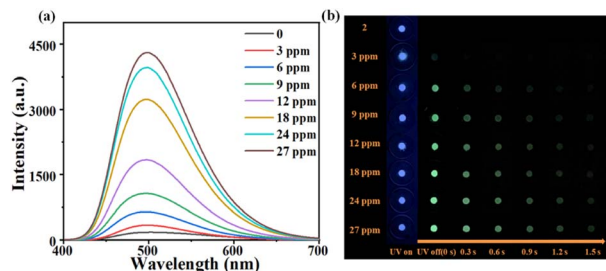 (a)
4500
3000
1500
0
Intensity (a.u.)
400 500 600 700
Wavelength (nm)
0
3 ppm
6 ppm
9 ppm
12 ppm
18 ppm
24 ppm
27 ppm
(b)
2
3 ppm
6 ppm
9 ppm
12 ppm
18 ppm
24 ppm
27 ppm
UV on UV off(0 s) 0.3 s 0.6 s 0.9 s 1.2 s 1.5 s